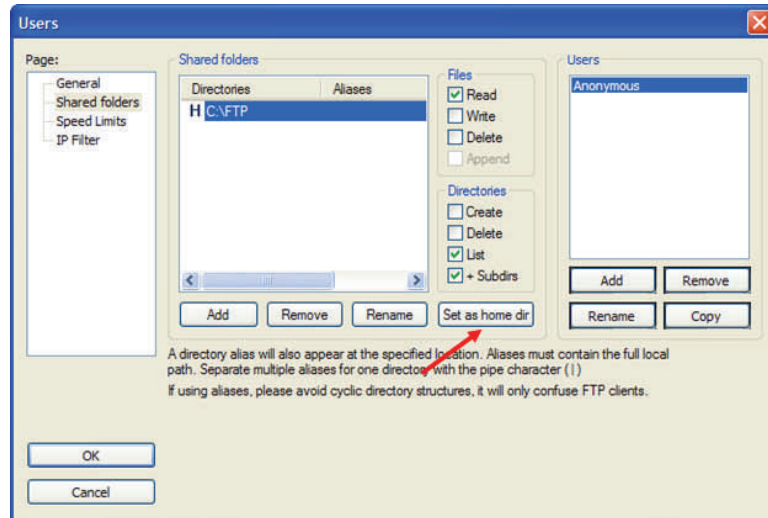 Users
Page:
General
Shared folders
Speed Limits
IP Filter
Shared folders
Directories Aliases
H C:\FTP
Files
Read
Write
Delete
Append
Directories
Create
Delete
List
+ Subdirs
Add Remove Rename Set as home dir
Users
Anonymous
Add Remove
Rename Copy
A directory alias will also appear at the specified location. Aliases must contain the full local
path. Separate multiple aliases for one directory with the pipe character (|)
If using aliases, please avoid cyclic directory structures, it will only confuse FTP clients.
OK
Cancel